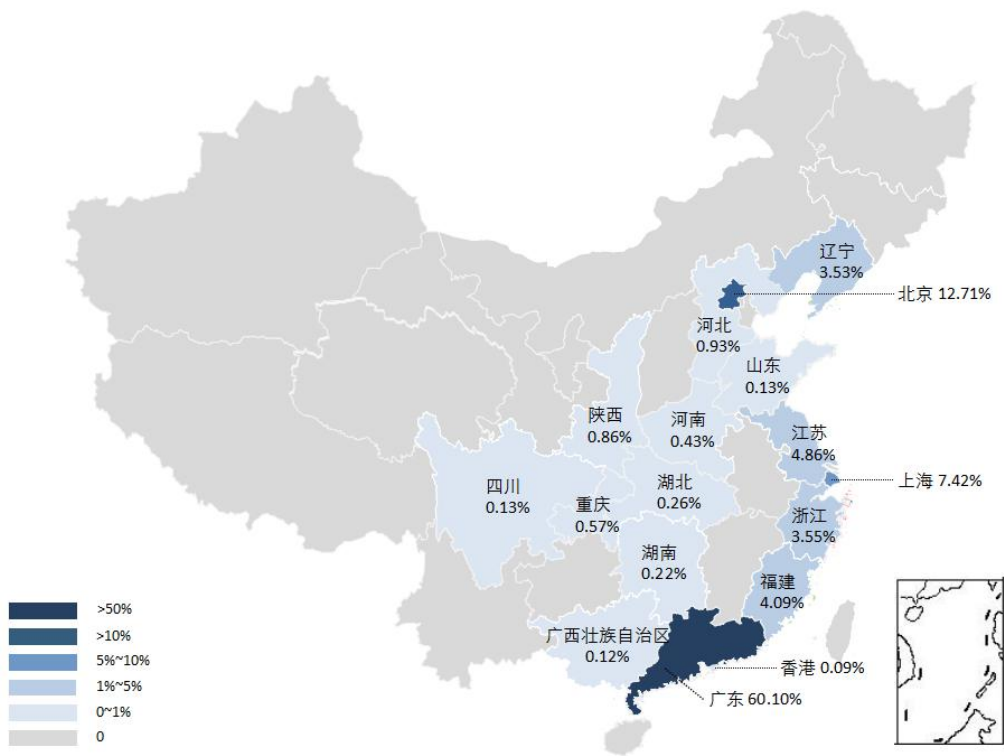 辽宁
3.53%
北京 12.71%
河北
0.93%
山东
0.13%
陕西
0.86%
河南
0.43%
江苏
4.86%
上海 7.42%
四川
0.13%
重庆
0.57%
湖北
0.26%
浙江
3.55%
湖南
0.22%
福建
4.09%
广西壮族自治区
0.12%
香港 0.09%
广东 60.10%
>50%
>10%
5%~10%
1%~5%
0~1%
0